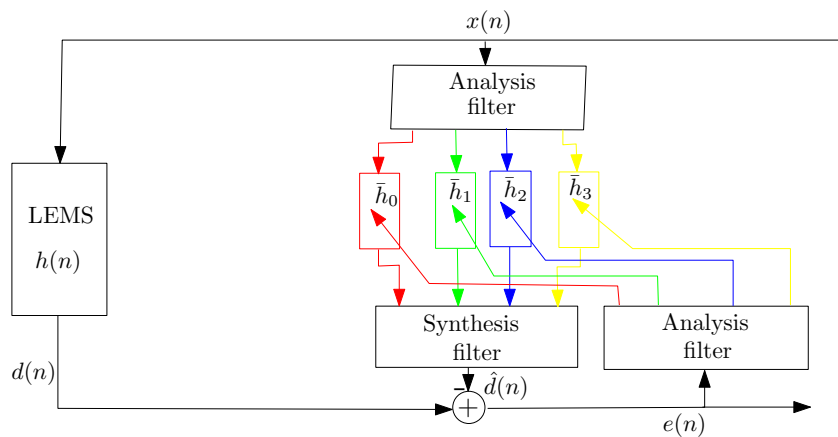 x(n)
Analysis
filter
h̄₀
h̄₁
h̄₂
h̄₃
LEMS
h(n)
Synthesis
filter
Analysis
filter
d(n)
-
d̂(n)
+
e(n)